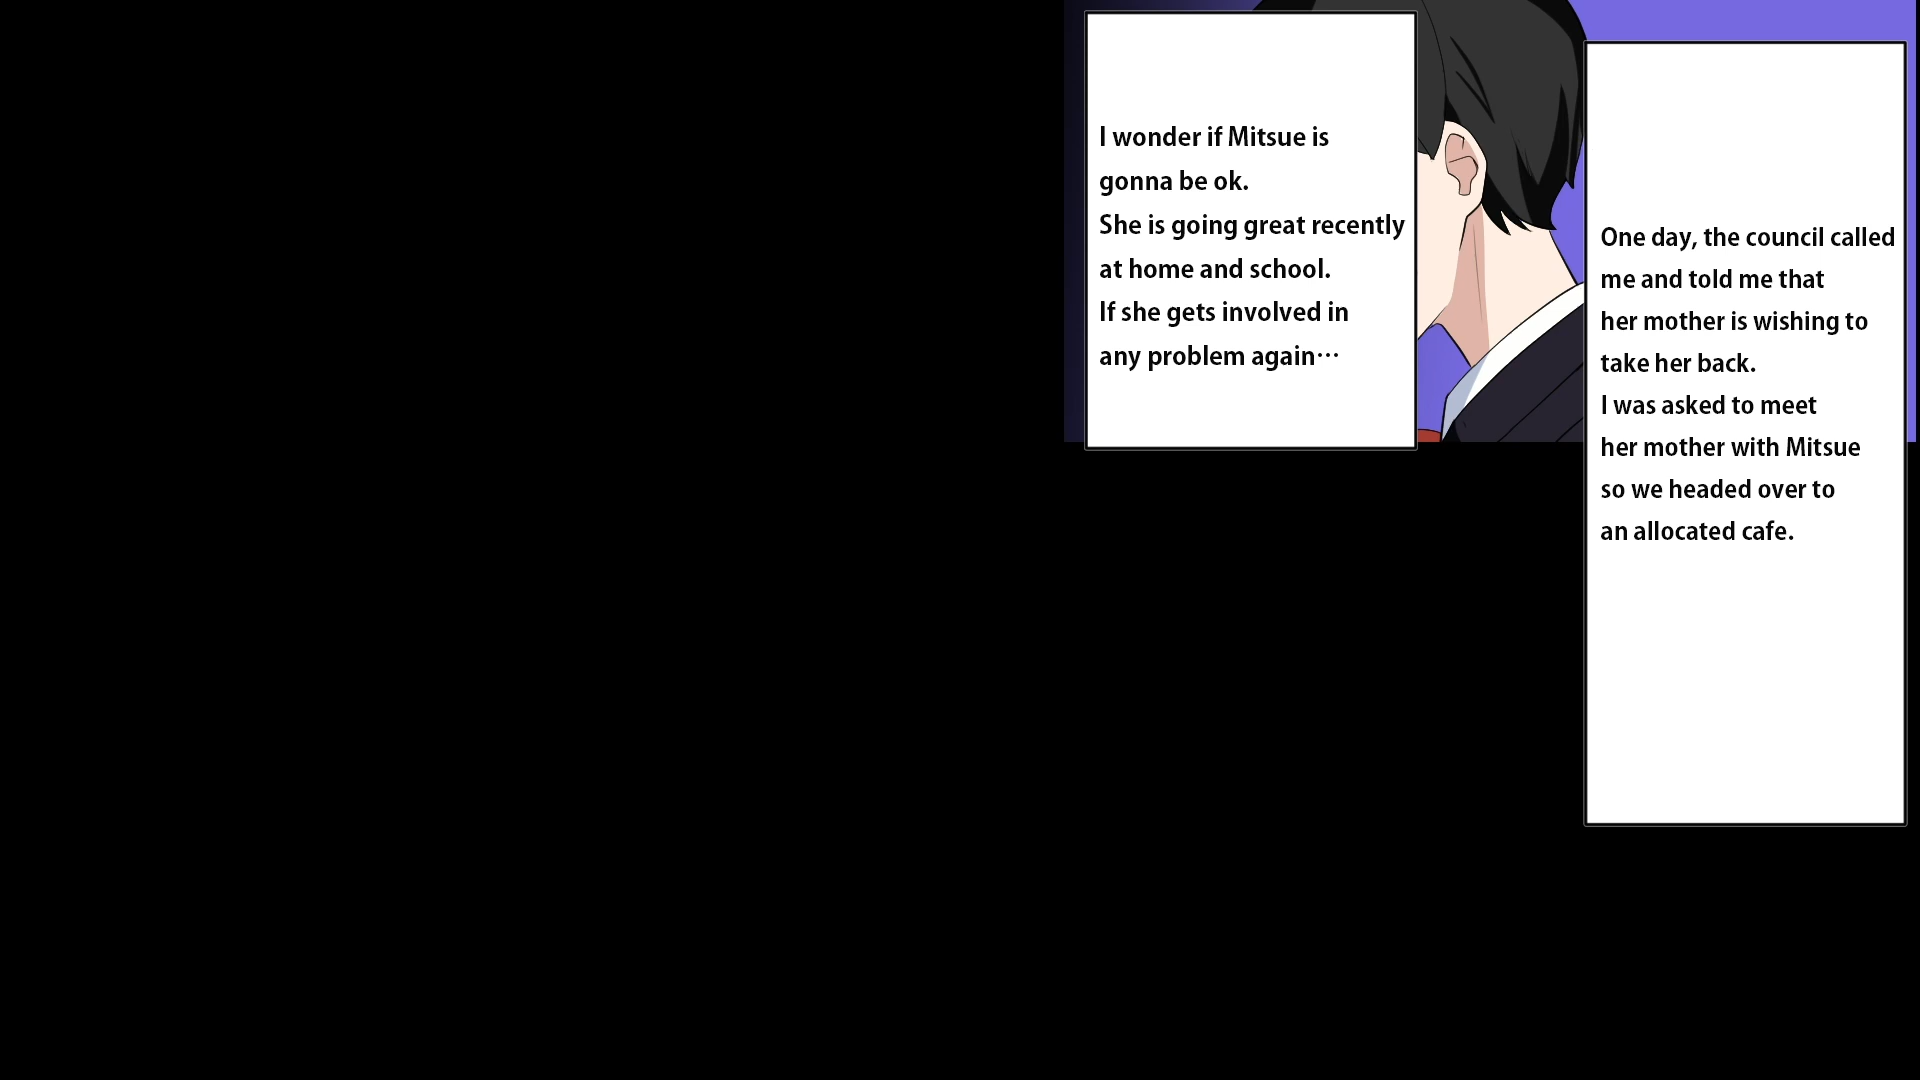 One day, the council called
me and told me that
her mother is wishing to
take her back.
I was asked to meet
her mother with Mitsue
so we headed over to
an allocated cafe.
I wonder if Mitsue is
gonna be ok.
She is going great recently
at home and school.
If she gets involved in
any problem again…